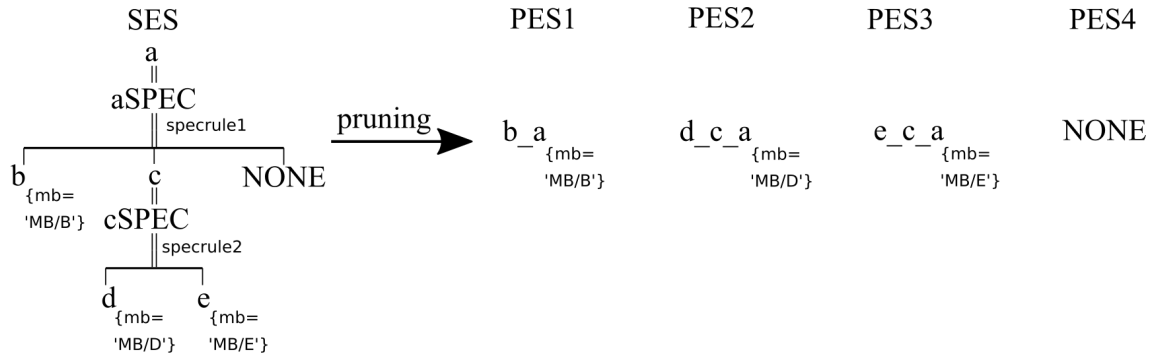 SES PES1 PES2 PES3 PES4
a
aSPEC
specrule1
pruning
b_a
{mb=
'MB/B'}
d_c_a
{mb=
'MB/D'}
e_c_a
{mb=
'MB/E'}
NONE
b
{mb=
'MB/B'}
c
NONE
cSPEC
specrule2
d
{mb=
'MB/D'}
e
{mb=
'MB/E'}